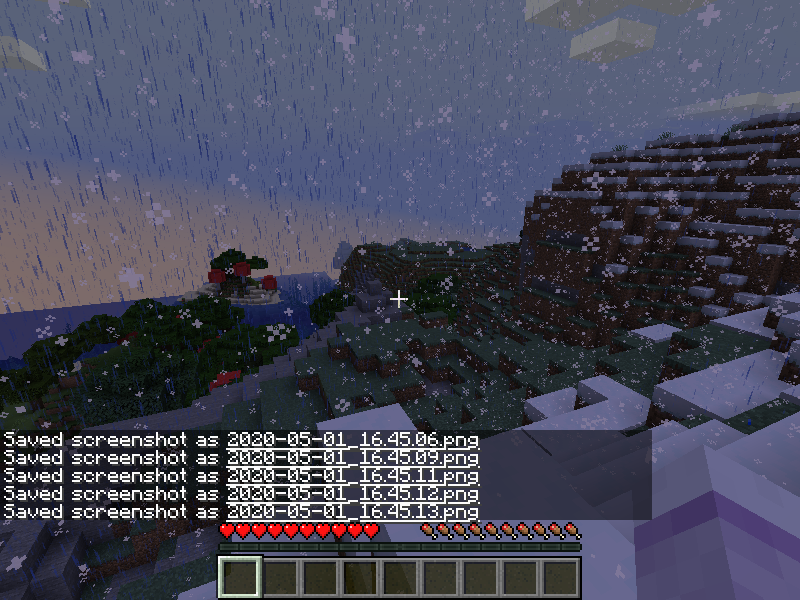 Saved screenshot as 2020-05-01_16.45.06.png
Saved screenshot as 2020-05-01_16.45.09.png
Saved screenshot as 2020-05-01_16.45.11.png
Saved screenshot as 2020-05-01_16.45.12.png
Saved screenshot as 2020-05-01_16.45.13.png